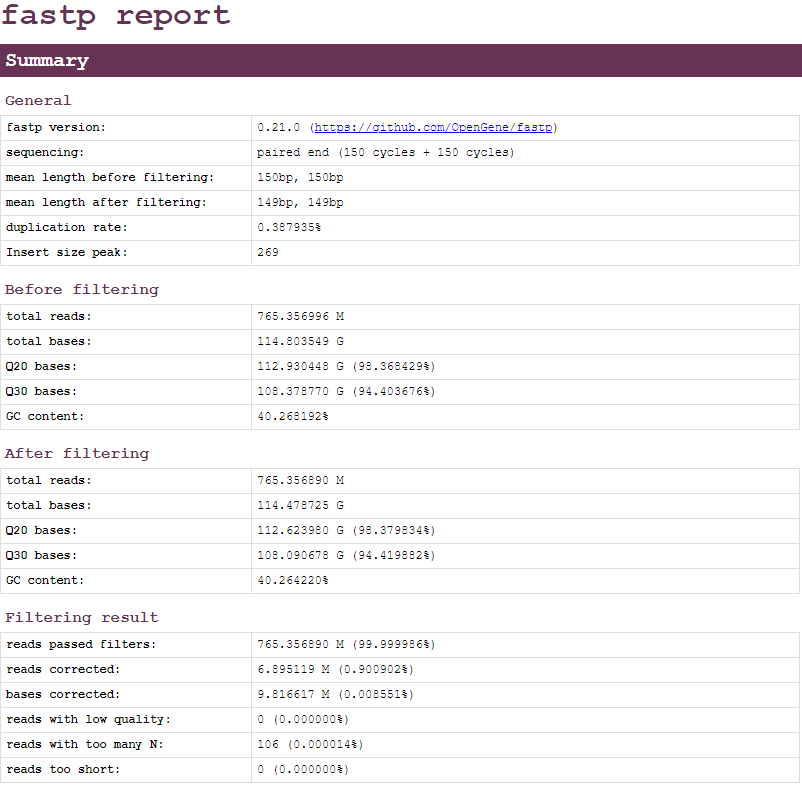 fastp report
Summary
General
fastp version: 0.21.0 (https://github.com/OpenGene/fastp)
sequencing: paired end (150 cycles + 150 cycles)
mean length before filtering: 150bp, 150bp
mean length after filtering: 149bp, 149bp
duplication rate: 0.387935%
Insert size peak: 269
Before filtering
total reads: 765.356996 M
total bases: 114.803549 G
Q20 bases: 112.930448 G (98.368429%)
Q30 bases: 108.378770 G (94.403676%)
GC content: 40.268192%
After filtering
total reads: 765.356890 M
total bases: 114.478725 G
Q20 bases: 112.623980 G (98.379834%)
Q30 bases: 108.090678 G (94.419882%)
GC content: 40.264220%
Filtering result
reads passed filters: 765.356890 M (99.999986%)
reads corrected: 6.895119 M (0.900902%)
bases corrected: 9.816617 M (0.008551%)
reads with low quality: 0 (0.000000%)
reads with too many N: 106 (0.000014%)
reads too short: 0 (0.000000%)